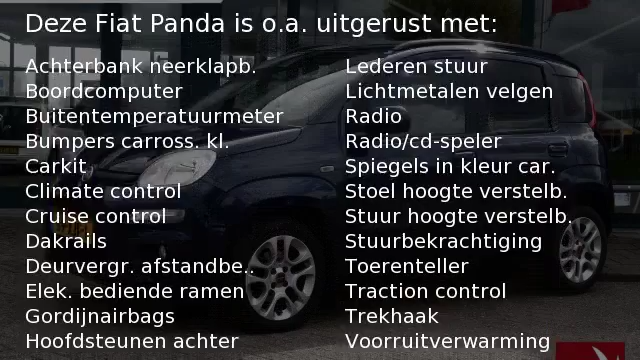 Deze Fiat Panda is o.a. uitgerust met:
Achterbank neerklapb.
Boordcomputer
Buitentemperatuurmeter
Bumpers carross. kl.
Carkit
Climate control
Cruise control
Dakrails
Deurvergr. afstandbe..
Elek. bediende ramen
Gordijnairbags
Hoofdsteunen achter
Lederen stuur
Lichtmetalen velgen
Radio
Radio/cd-speler
Spiegels in kleur car.
Stoel hoogte verstelb.
Stuur hoogte verstelb.
Stuurbekrachtiging
Toerenteller
Traction control
Trekhaak
Voorruitverwarming